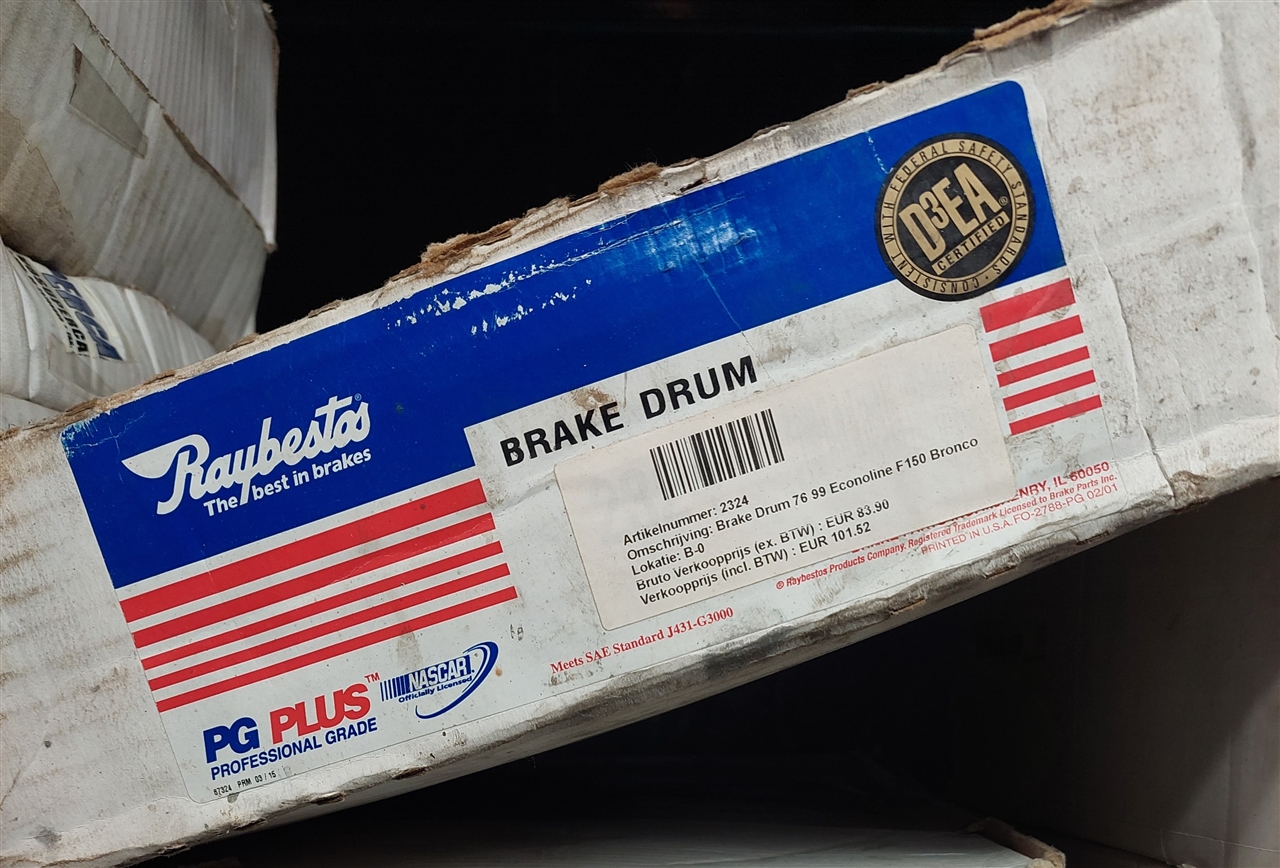 WITH FEDERAL SAFETY STANDARDS • CONSISTENT
D³EA®
CERTIFIED
Raybestos®
The best in brakes
BRAKE DRUM
Artikelnummer: 2324
Omschrijving: Brake Drum 76 99 Econoline F150 Bronco
Lokatie: B-0
Bruto Verkoopprijs (ex. BTW) : EUR 83.90
Verkoopprijs (incl. BTW) : EUR 101.52
IL 60050
® Raybestos Products Company. Registered Trademark Licensed to Brake Parts Inc.
PRINTED IN U.S.A. FO-2788-PG 02/01
Meets SAE Standard J431-G3000
NASCAR
Officially Licensed
PG PLUS™
PROFESSIONAL GRADE
87324 PRM 03 / 15